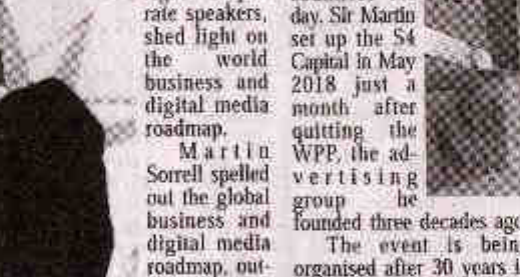 rate speakers,
shed light on
the world
business and
digital media
roadmap.
Martin
Sorrell spelled
out the global
business and
digital media
roadmap, out-
day. Sir Martin
set up the S4
Capital in May
2018 just a
month after
quitting the
WPP, the ad-
vertising
group he
founded three decades ago
The event is bein
organised after 30 years i